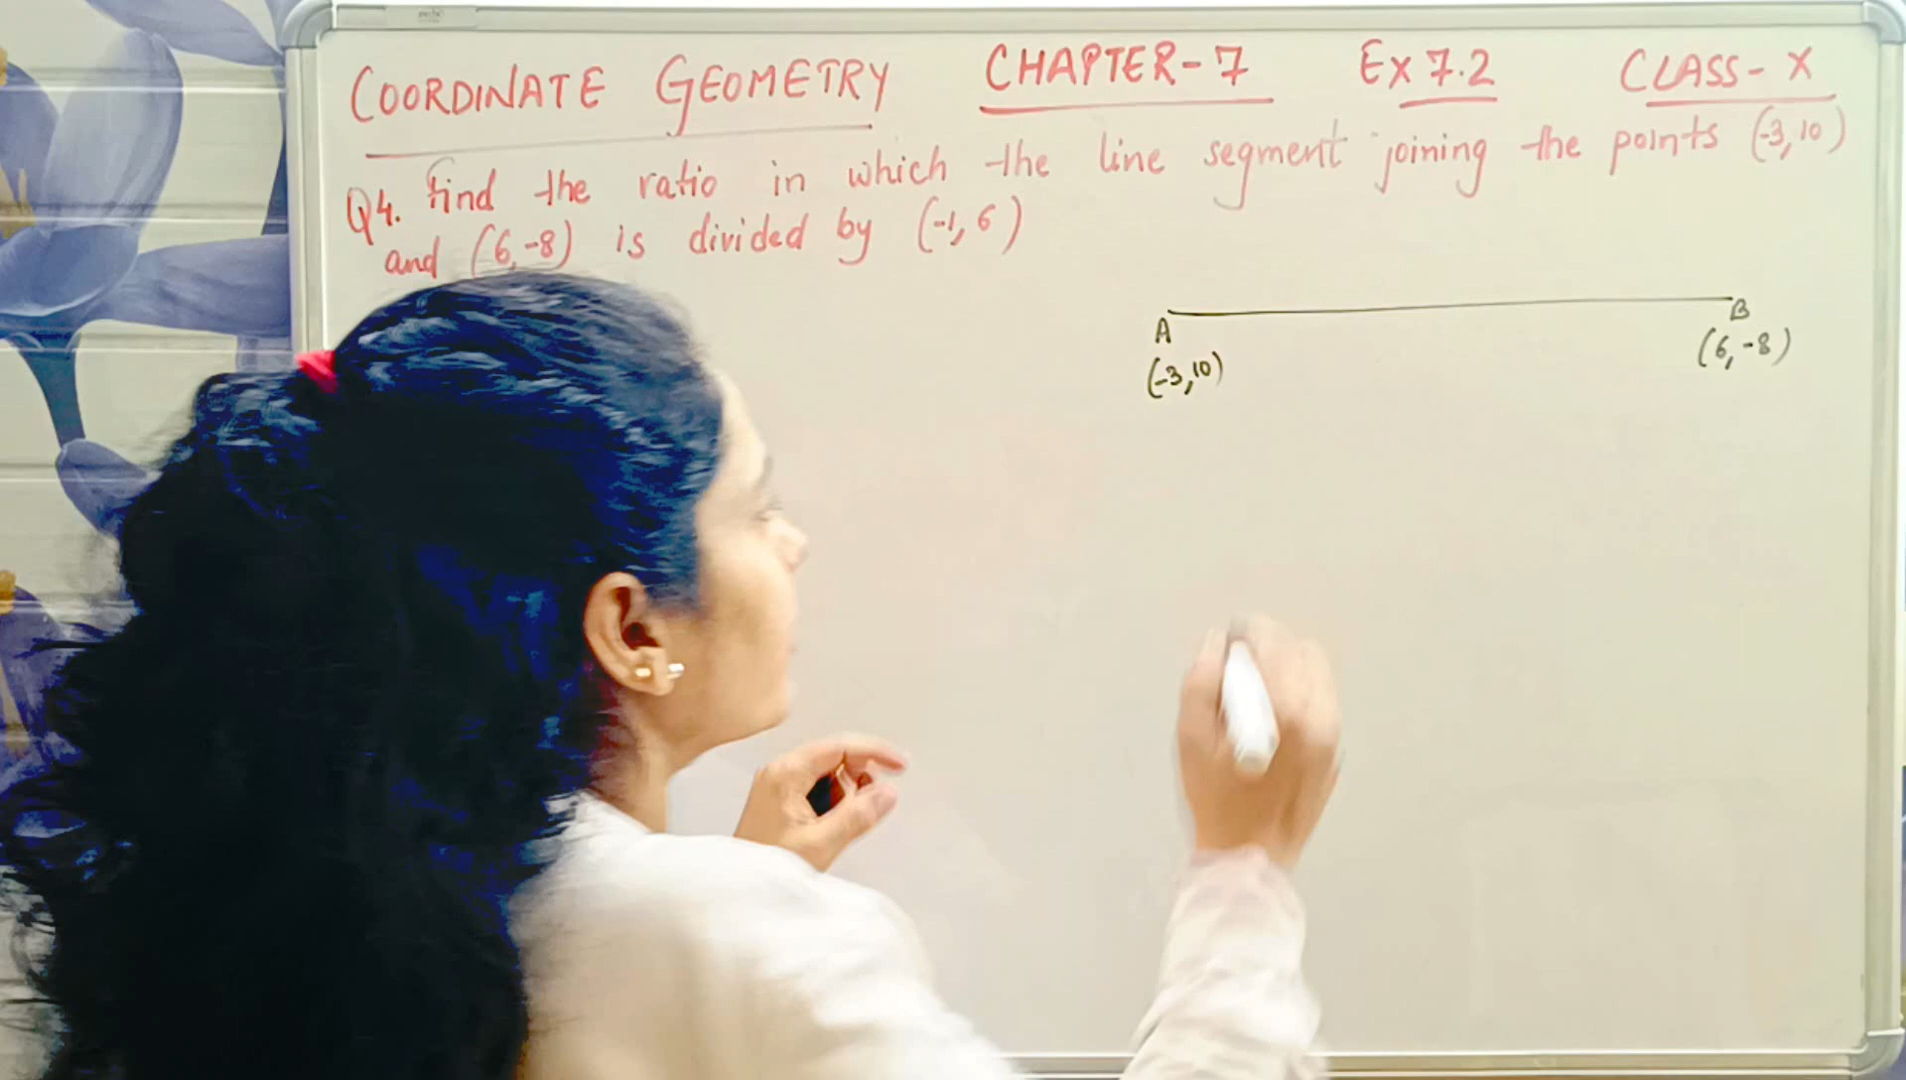 COORDINATE GEOMETRY CHAPTER-7 EX 7.2 CLASS-X
Q4. Find the ratio in which the line segment joining the points (-3,10)
and (6,-8) is divided by (-1,6)
A B
(-3,10) (6,-8)